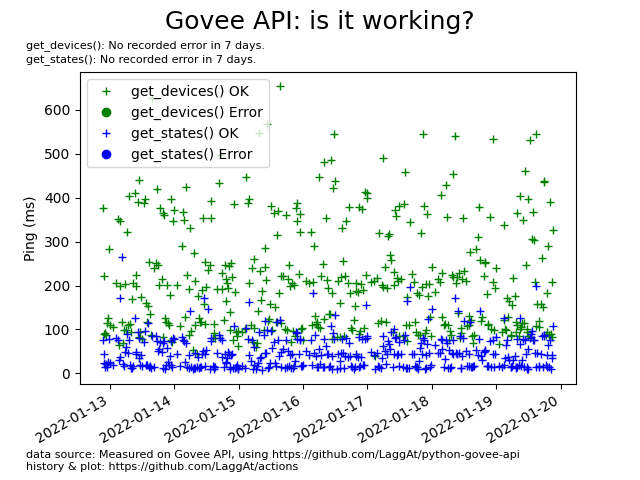 Govee API: is it working?
get_devices(): No recorded error in 7 days.
get_states(): No recorded error in 7 days.
get_devices() OK
get_devices() Error
get_states() OK
get_states() Error
Ping (ms)
600
500
400
300
200
100
0
2022-01-13
2022-01-14
2022-01-15
2022-01-16
2022-01-17
2022-01-18
2022-01-19
2022-01-20
data source: Measured on Govee API, using https://github.com/LaggAt/python-govee-api
history & plot: https://github.com/LaggAt/actions